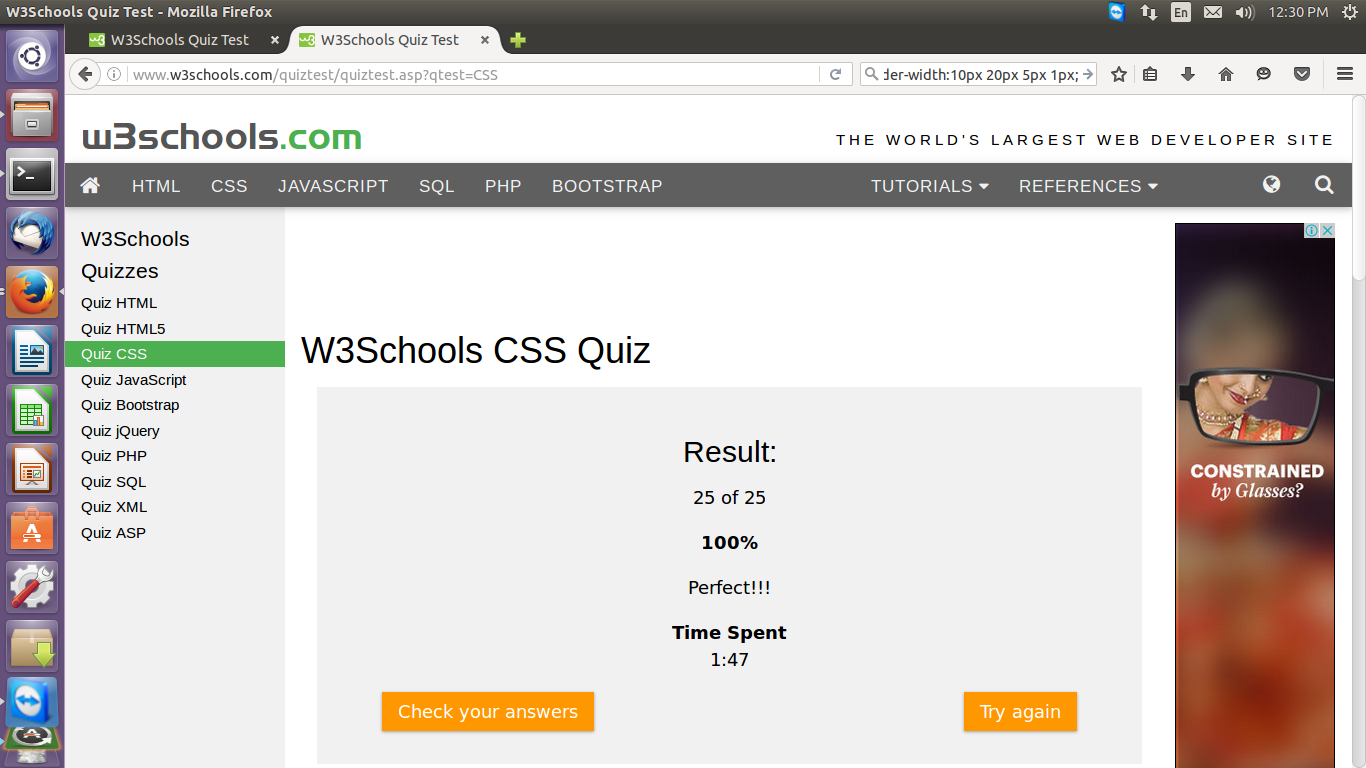 W3Schools Quiz Test - Mozilla Firefox
En
12:30 PM
W3Schools Quiz Test
W3Schools Quiz Test
www.w3schools.com/quiztest/quiztest.asp?qtest=CSS
der-width:10px 20px 5px 1px;
w3schools.com
THE WORLD'S LARGEST WEB DEVELOPER SITE
HTML CSS JAVASCRIPT SQL PHP BOOTSTRAP TUTORIALS REFERENCES
W3Schools
Quizzes
Quiz HTML
Quiz HTML5
Quiz CSS
Quiz JavaScript
Quiz Bootstrap
Quiz jQuery
Quiz PHP
Quiz SQL
Quiz XML
Quiz ASP
W3Schools CSS Quiz
Result:
25 of 25
100%
Perfect!!!
Time Spent
1:47
Check your answers
Try again
CONSTRAINED
by Glasses?